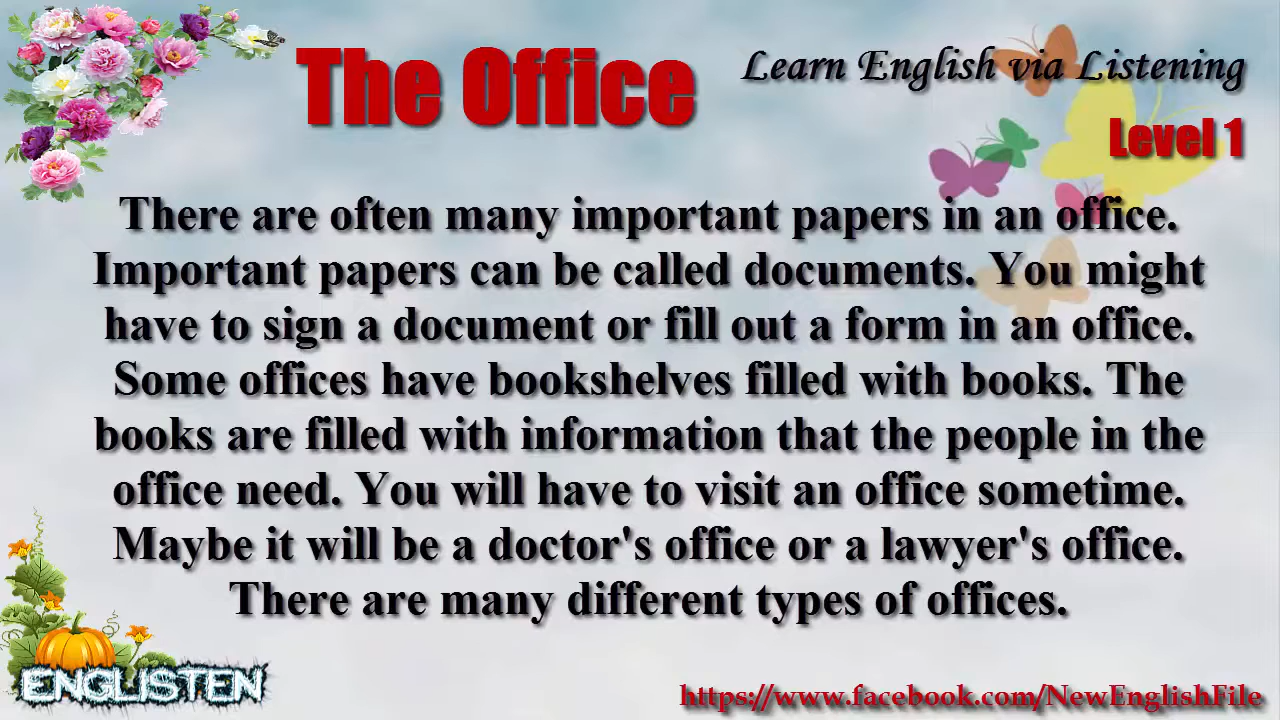 The Office
Learn English via Listening
Level 1
There are often many important papers in an office.
Important papers can be called documents. You might
have to sign a document or fill out a form in an office.
Some offices have bookshelves filled with books. The
books are filled with information that the people in the
office need. You will have to visit an office sometime.
Maybe it will be a doctor's office or a lawyer's office.
There are many different types of offices.
ENGLISTEN
https://www.facebook.com/NewEnglishFile